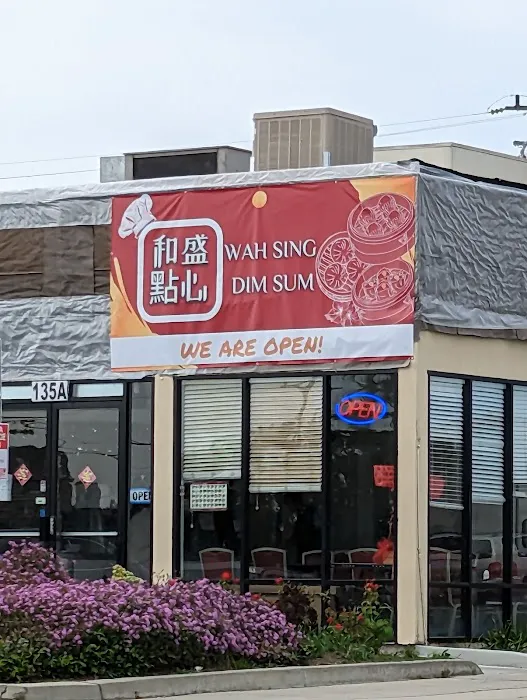 和盛
點心
WAH SING
DIM SUM
WE ARE OPEN!
135A
OPEN
OPEN